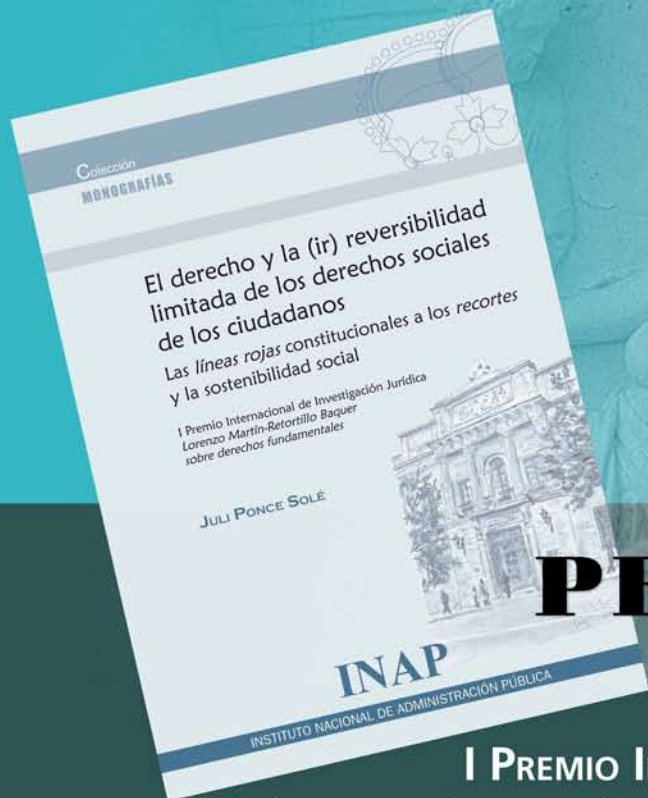 Colección
MONOGRAFÍAS
El derecho y la (ir) reversibilidad
limitada de los derechos sociales
de los ciudadanos
Las líneas rojas constitucionales a los recortes
y la sostenibilidad social
I Premio Internacional de Investigación Jurídica
Lorenzo Martín-Retortillo Baquer
sobre derechos fundamentales
JULI PONCE SOLÉ
INAP
INSTITUTO NACIONAL DE ADMINISTRACIÓN PÚBLICA
I PREMIO